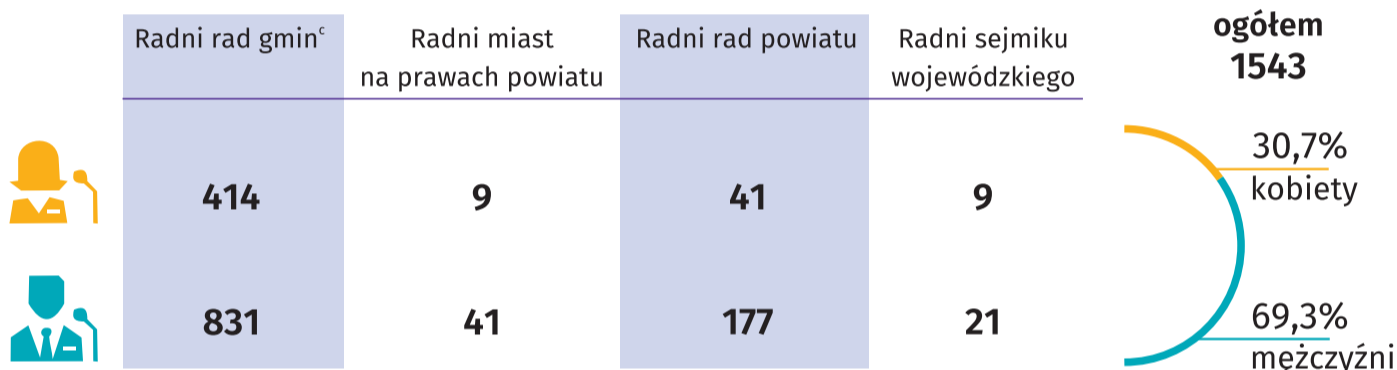 Radni rad gminᶜ
Radni miast
na prawach powiatu
Radni rad powiatu
Radni sejmiku
wojewódzkiego
ogółem
1543
414
9
41
9
30,7%
kobiety
831
41
177
21
69,3%
mężczyźni